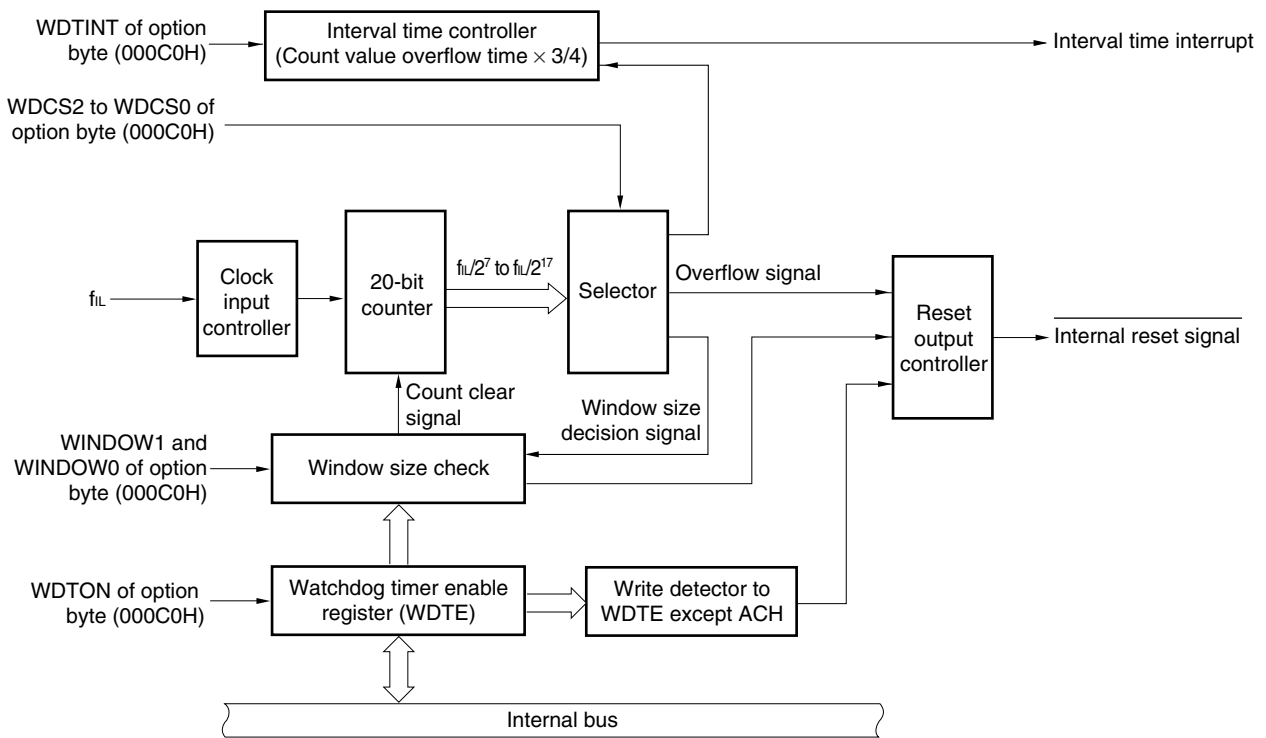 WDTINT of option
byte (000C0H)
Interval time controller
(Count value overflow time × 3/4)
Interval time interrupt
WDCS2 to WDCS0 of
option byte (000C0H)
fIL
Clock
input
controller
20-bit
counter
fIL/2⁷ to fIL/2¹⁷
Selector
Overflow signal
Reset
output
controller
Internal reset signal
Count clear
signal
Window size
decision signal
WINDOW1 and
WINDOW0 of option
byte (000C0H)
Window size check
WDTON of option
byte (000C0H)
Watchdog timer enable
register (WDTE)
Write detector to
WDTE except ACH
Internal bus